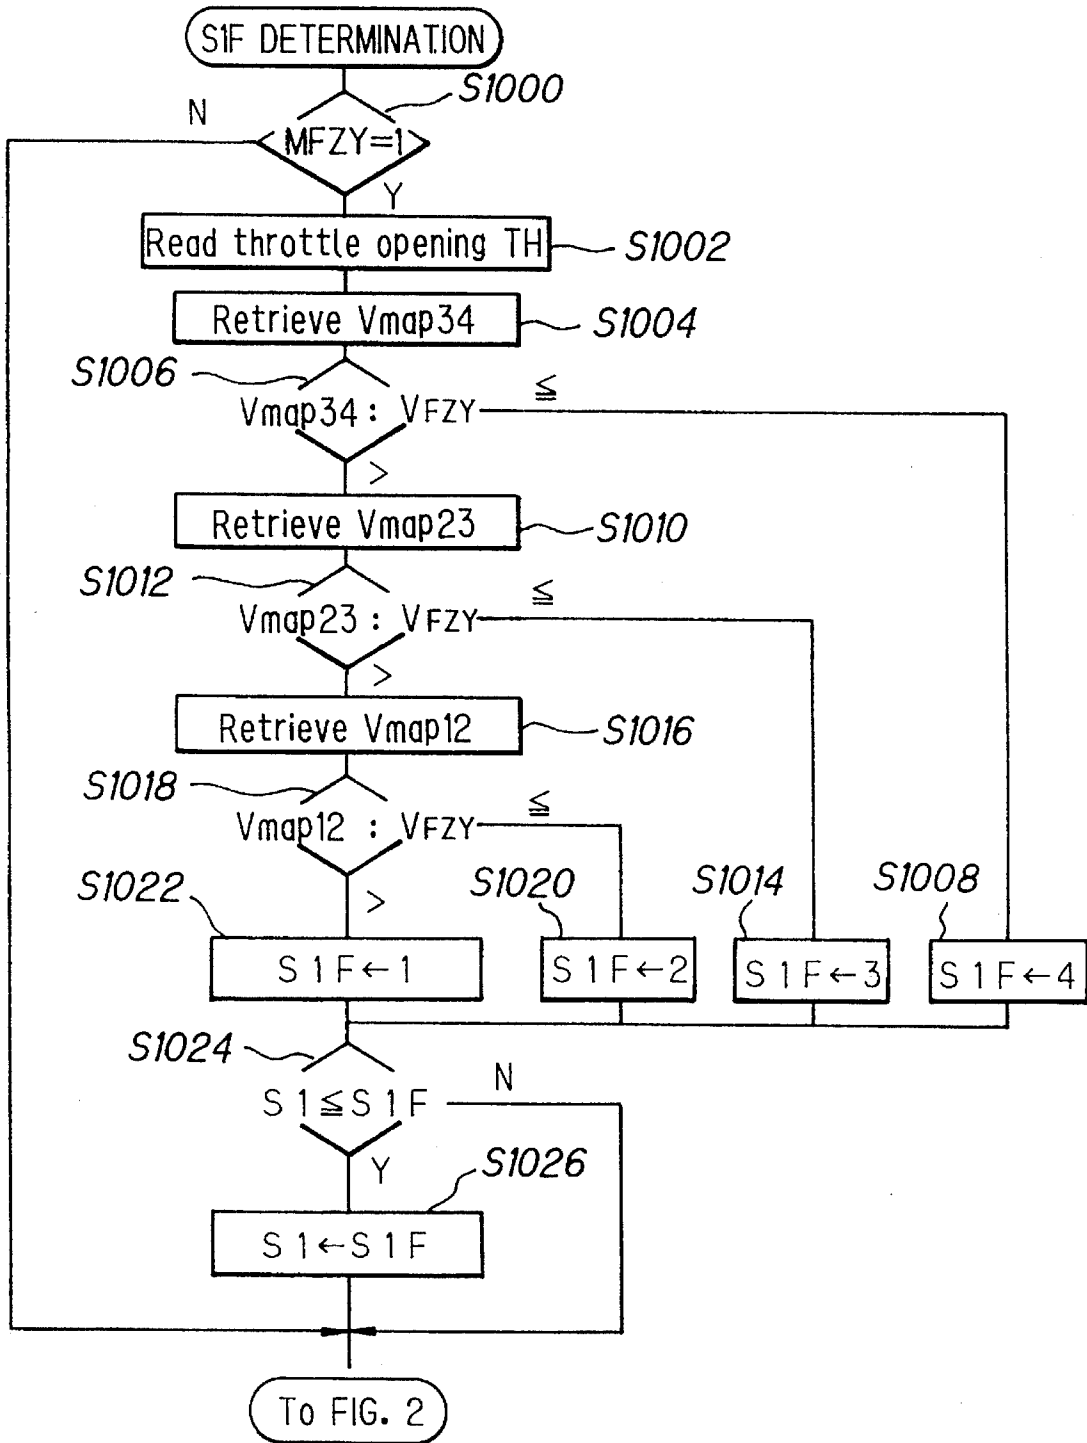 S1F DETERMINATION
S1000
N
MFZY=1
Y
Read throttle opening TH
S1002
Retrieve Vmap34
S1004
S1006
Vmap34 : VFZY
≦
>
Retrieve Vmap23
S1010
S1012
Vmap23 : VFZY
≦
>
Retrieve Vmap12
S1016
S1018
Vmap12 : VFZY
≦
>
S1022
S1020
S1014
S1008
S1F←1
S1F←2
S1F←3
S1F←4
S1024
S1≦S1F
N
Y
S1026
S1←S1F
To FIG. 2